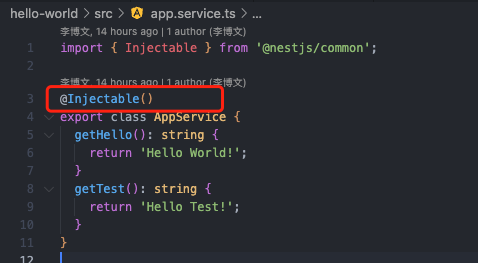 hello-world > src > app.service.ts > ...
李博文, 14 hours ago | 1 author (李博文)
1 import { Injectable } from '@nestjs/common';
2
李博文, 14 hours ago | 1 author (李博文)
3 @Injectable()
4 export class AppService {
5 getHello(): string {
6 return 'Hello World!';
7 }
8 getTest(): string {
9 return 'Hello Test!';
10 }
11 }
12